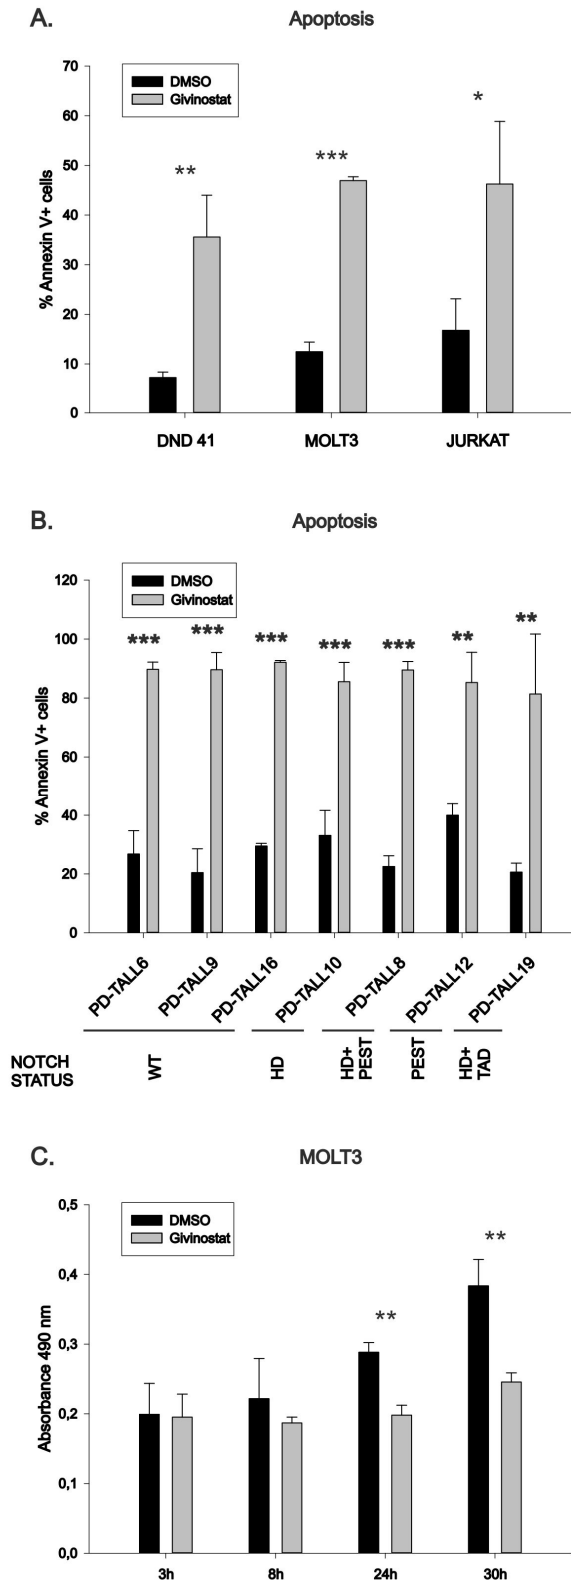 A.
Apoptosis
70
60
50
40
30
20
10
0
% Annexin V+ cells
DMSO
Givinostat
**
***
*
DND 41
MOLT3
JURKAT
B.
Apoptosis
120
100
80
60
40
20
0
% Annexin V+ cells
DMSO
Givinostat
***
***
***
***
***
**
**
PD-TALL6
PD-TALL9
PD-TALL16
PD-TALL10
PD-TALL8
PD-TALL12
PD-TALL19
NOTCH
STATUS
WT
HD
HD+
PEST
PEST
HD+
TAD
C.
MOLT3
0,5
0,4
0,3
0,2
0,1
0,0
Absorbance 490 nm
DMSO
Givinostat
**
**
3h
8h
24h
30h